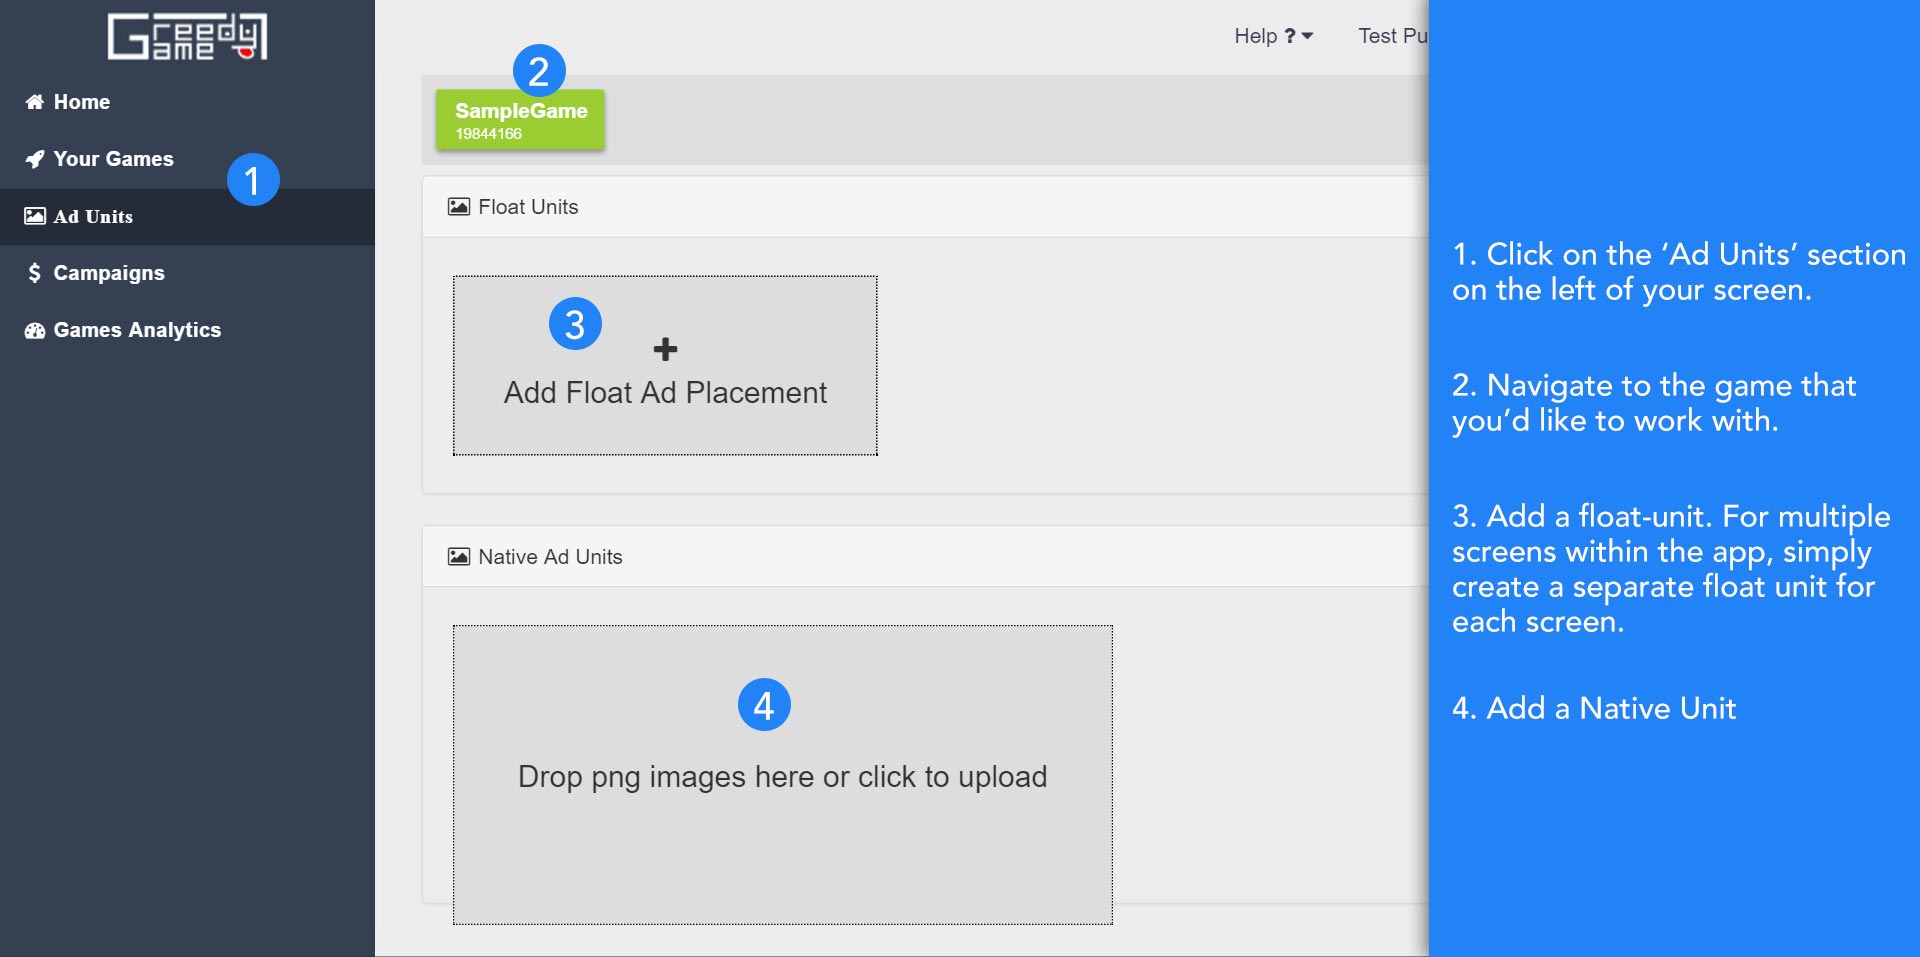 Greedy
Game
Home
Your Games
1
Ad Units
Campaigns
Games Analytics
Help ?
Test Pu
2
SampleGame
19844166
Float Units
3
Add Float Ad Placement
Native Ad Units
4
Drop png images here or click to upload
1. Click on the ‘Ad Units’ section
on the left of your screen.
2. Navigate to the game that
you’d like to work with.
3. Add a float-unit. For multiple
screens within the app, simply
create a separate float unit for
each screen.
4. Add a Native Unit